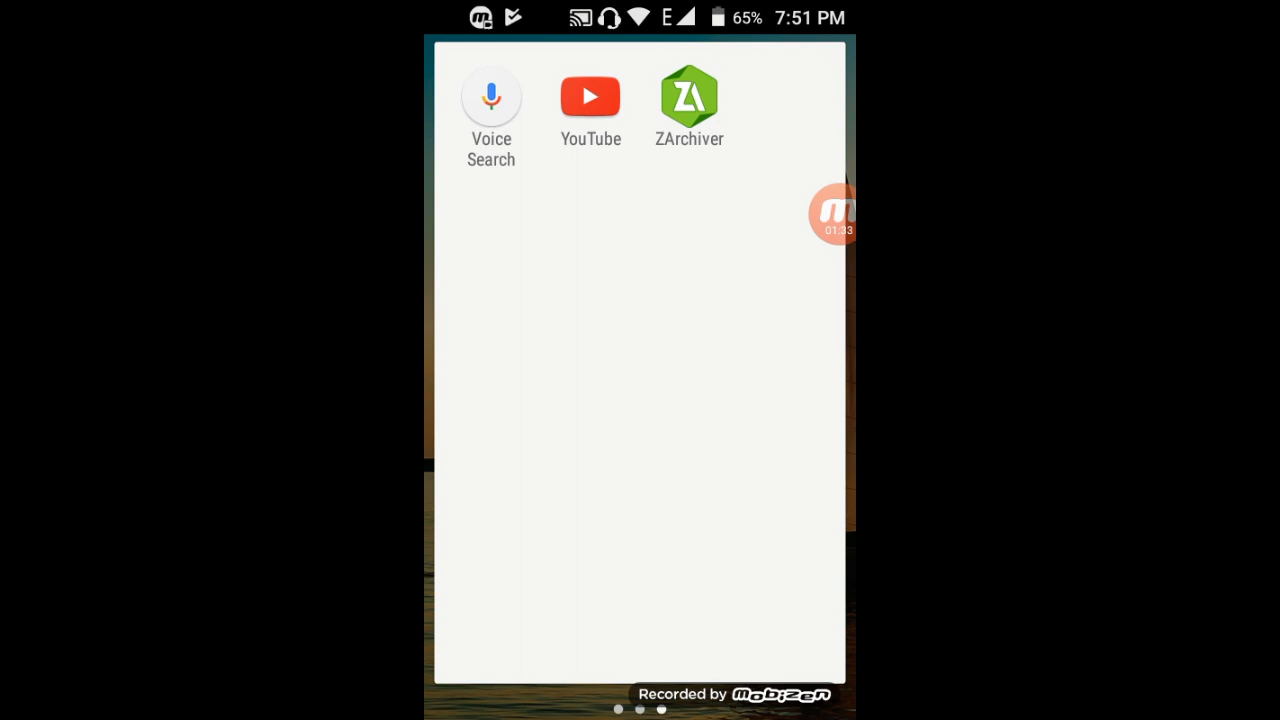 65% 7:51 PM
Voice
Search
YouTube
ZArchiver
01:33
Recorded by Mobizen